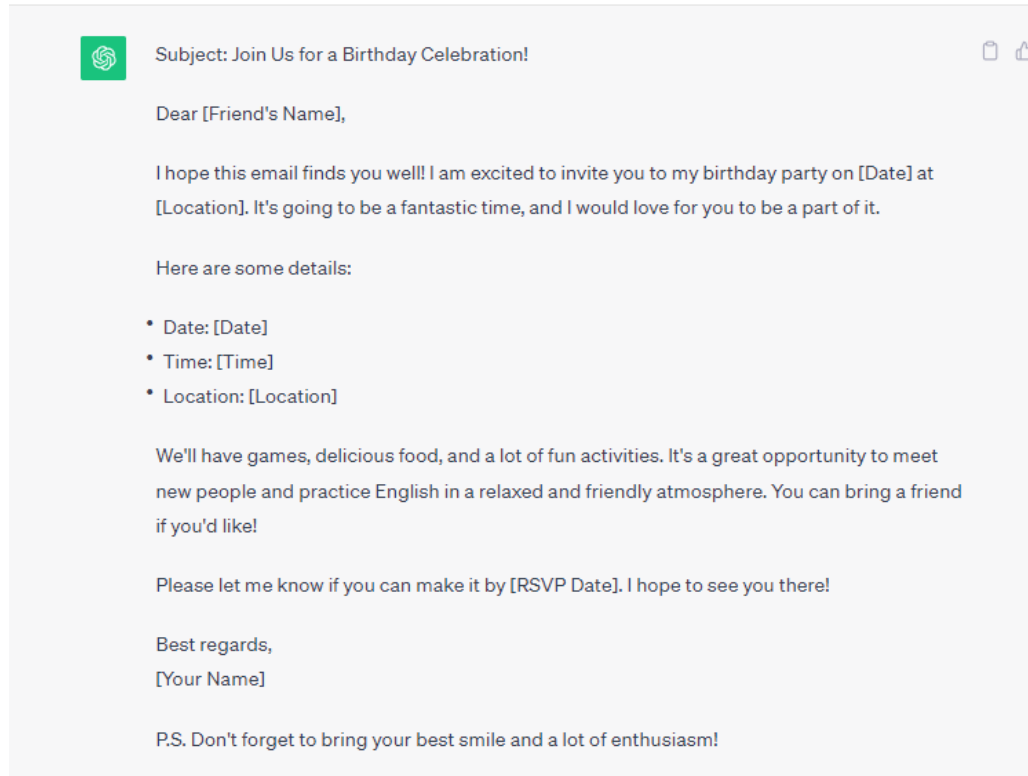 Subject: Join Us for a Birthday Celebration!
Dear [Friend's Name],
I hope this email finds you well! I am excited to invite you to my birthday party on [Date] at
[Location]. It's going to be a fantastic time, and I would love for you to be a part of it.
Here are some details:
• Date: [Date]
• Time: [Time]
• Location: [Location]
We'll have games, delicious food, and a lot of fun activities. It's a great opportunity to meet
new people and practice English in a relaxed and friendly atmosphere. You can bring a friend
if you'd like!
Please let me know if you can make it by [RSVP Date]. I hope to see you there!
Best regards,
[Your Name]
P.S. Don't forget to bring your best smile and a lot of enthusiasm!